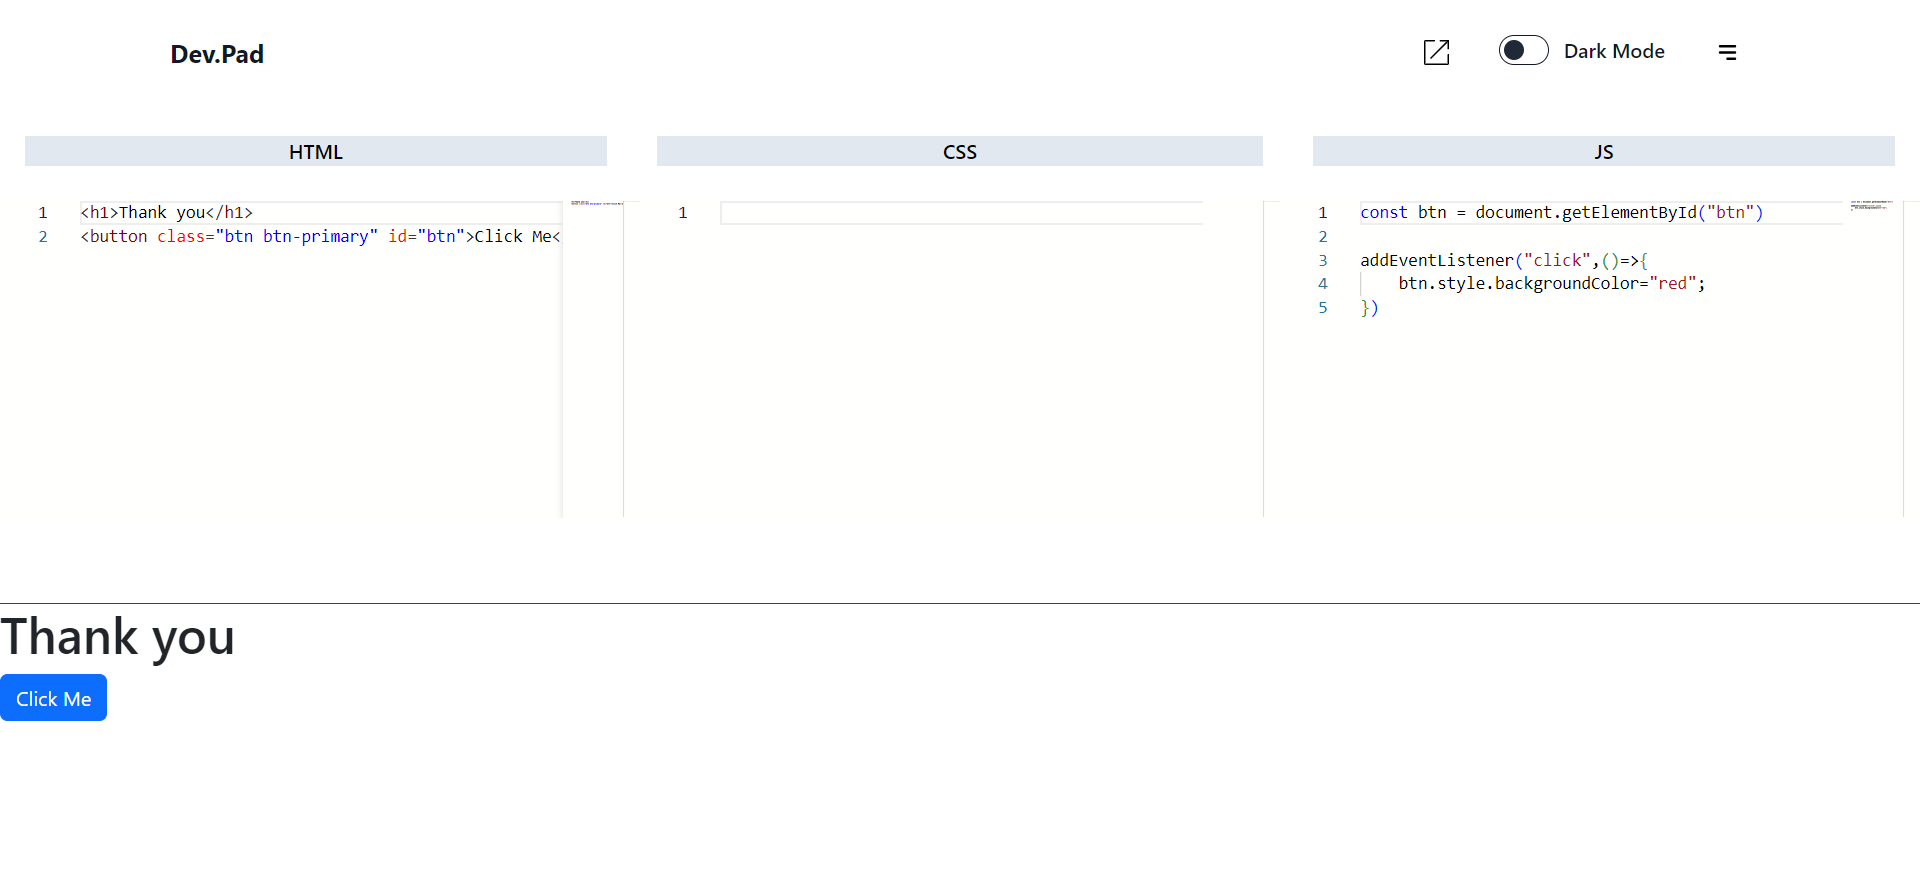 Dev.Pad
Dark Mode
HTML
CSS
JS
1 <h1>Thank you</h1>
2 <button class="btn btn-primary" id="btn">Click Me<
1
1 const btn = document.getElementById("btn")
2
3 addEventListener("click",()=>{
4 btn.style.backgroundColor="red";
5 })
Thank you
Click Me